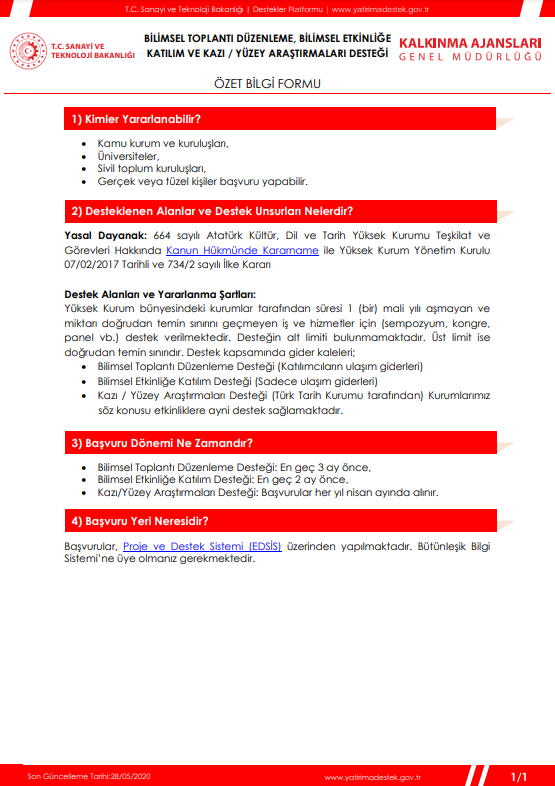 T.C. Sanayi ve Teknoloji Bakanlığı | Destekler Platformu | www.yatirimadestek.gov.tr
T.C. SANAYİ VE
TEKNOLOJİ BAKANLIĞI
BİLİMSEL TOPLANTI DÜZENLEME, BİLİMSEL ETKİNLİĞE
KATILIM VE KAZI / YÜZEY ARAŞTIRMALARI DESTEĞİ
KALKINMA AJANSLARI
GENEL MÜDÜRLÜĞÜ
ÖZET BİLGİ FORMU
1) Kimler Yararlanabilir?
• Kamu kurum ve kuruluşları,
• Üniversiteler,
• Sivil toplum kuruluşları,
• Gerçek veya tüzel kişiler başvuru yapabilir.
2) Desteklenen Alanlar ve Destek Unsurları Nelerdir?
Yasal Dayanak: 664 sayılı Atatürk Kültür, Dil ve Tarih Yüksek Kurumu Teşkilat ve
Görevleri Hakkında Kanun Hükmünde Kararname ile Yüksek Kurum Yönetim Kurulu
07/02/2017 Tarihli ve 734/2 sayılı İlke Kararı
Destek Alanları ve Yararlanma Şartları:
Yüksek Kurum bünyesindeki kurumlar tarafından süresi 1 (bir) mali yılı aşmayan ve
miktarı doğrudan temin sınırını geçmeyen iş ve hizmetler için (sempozyum, kongre,
panel vb.) destek verilmektedir. Desteğin alt limiti bulunmamaktadır. Üst limit ise
doğrudan temin sınırıdır. Destek kapsamında gider kaleleri;
• Bilimsel Toplantı Düzenleme Desteği (Katılımcıların ulaşım giderleri)
• Bilimsel Etkinliğe Katılım Desteği (Sadece ulaşım giderleri)
• Kazı / Yüzey Araştırmaları Desteği (Türk Tarih Kurumu tarafından) Kurumlarımız
söz konusu etkinliklere ayni destek sağlamaktadır.
3) Başvuru Dönemi Ne Zamandır?
• Bilimsel Toplantı Düzenleme Desteği: En geç 3 ay önce,
• Bilimsel Etkinliğe Katılım Desteği: En geç 2 ay önce,
• Kazı/Yüzey Araştırmaları Desteği: Başvurular her yıl nisan ayında alınır.
4) Başvuru Yeri Neresidir?
Başvurular, Proje ve Destek Sistemi (EDSİS) üzerinden yapılmaktadır. Bütünleşik Bilgi
Sistemi'ne üye olmanız gerekmektedir.
Son Güncelleme Tarihi:28/05/2020
www.yatirimadestek.gov.tr
1/1